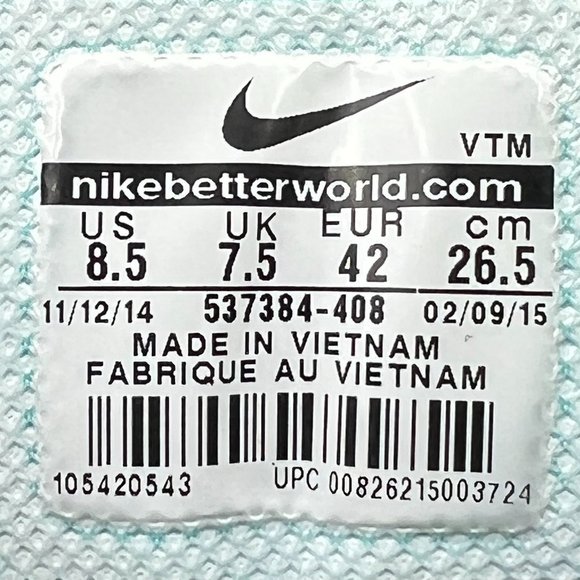 VTM
nikebetterworld.com
US UK EUR cm
8.5 7.5 42 26.5
11/12/14 537384-408 02/09/15
MADE IN VIETNAM
FABRIQUE AU VIETNAM
105420543 UPC 00826215003724